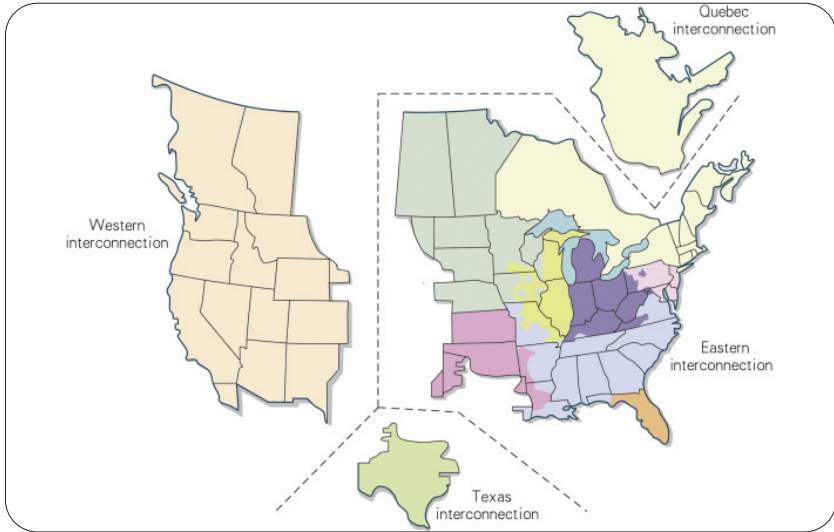 Quebec
interconnection
Western
interconnection
Eastern
interconnection
Texas
interconnection